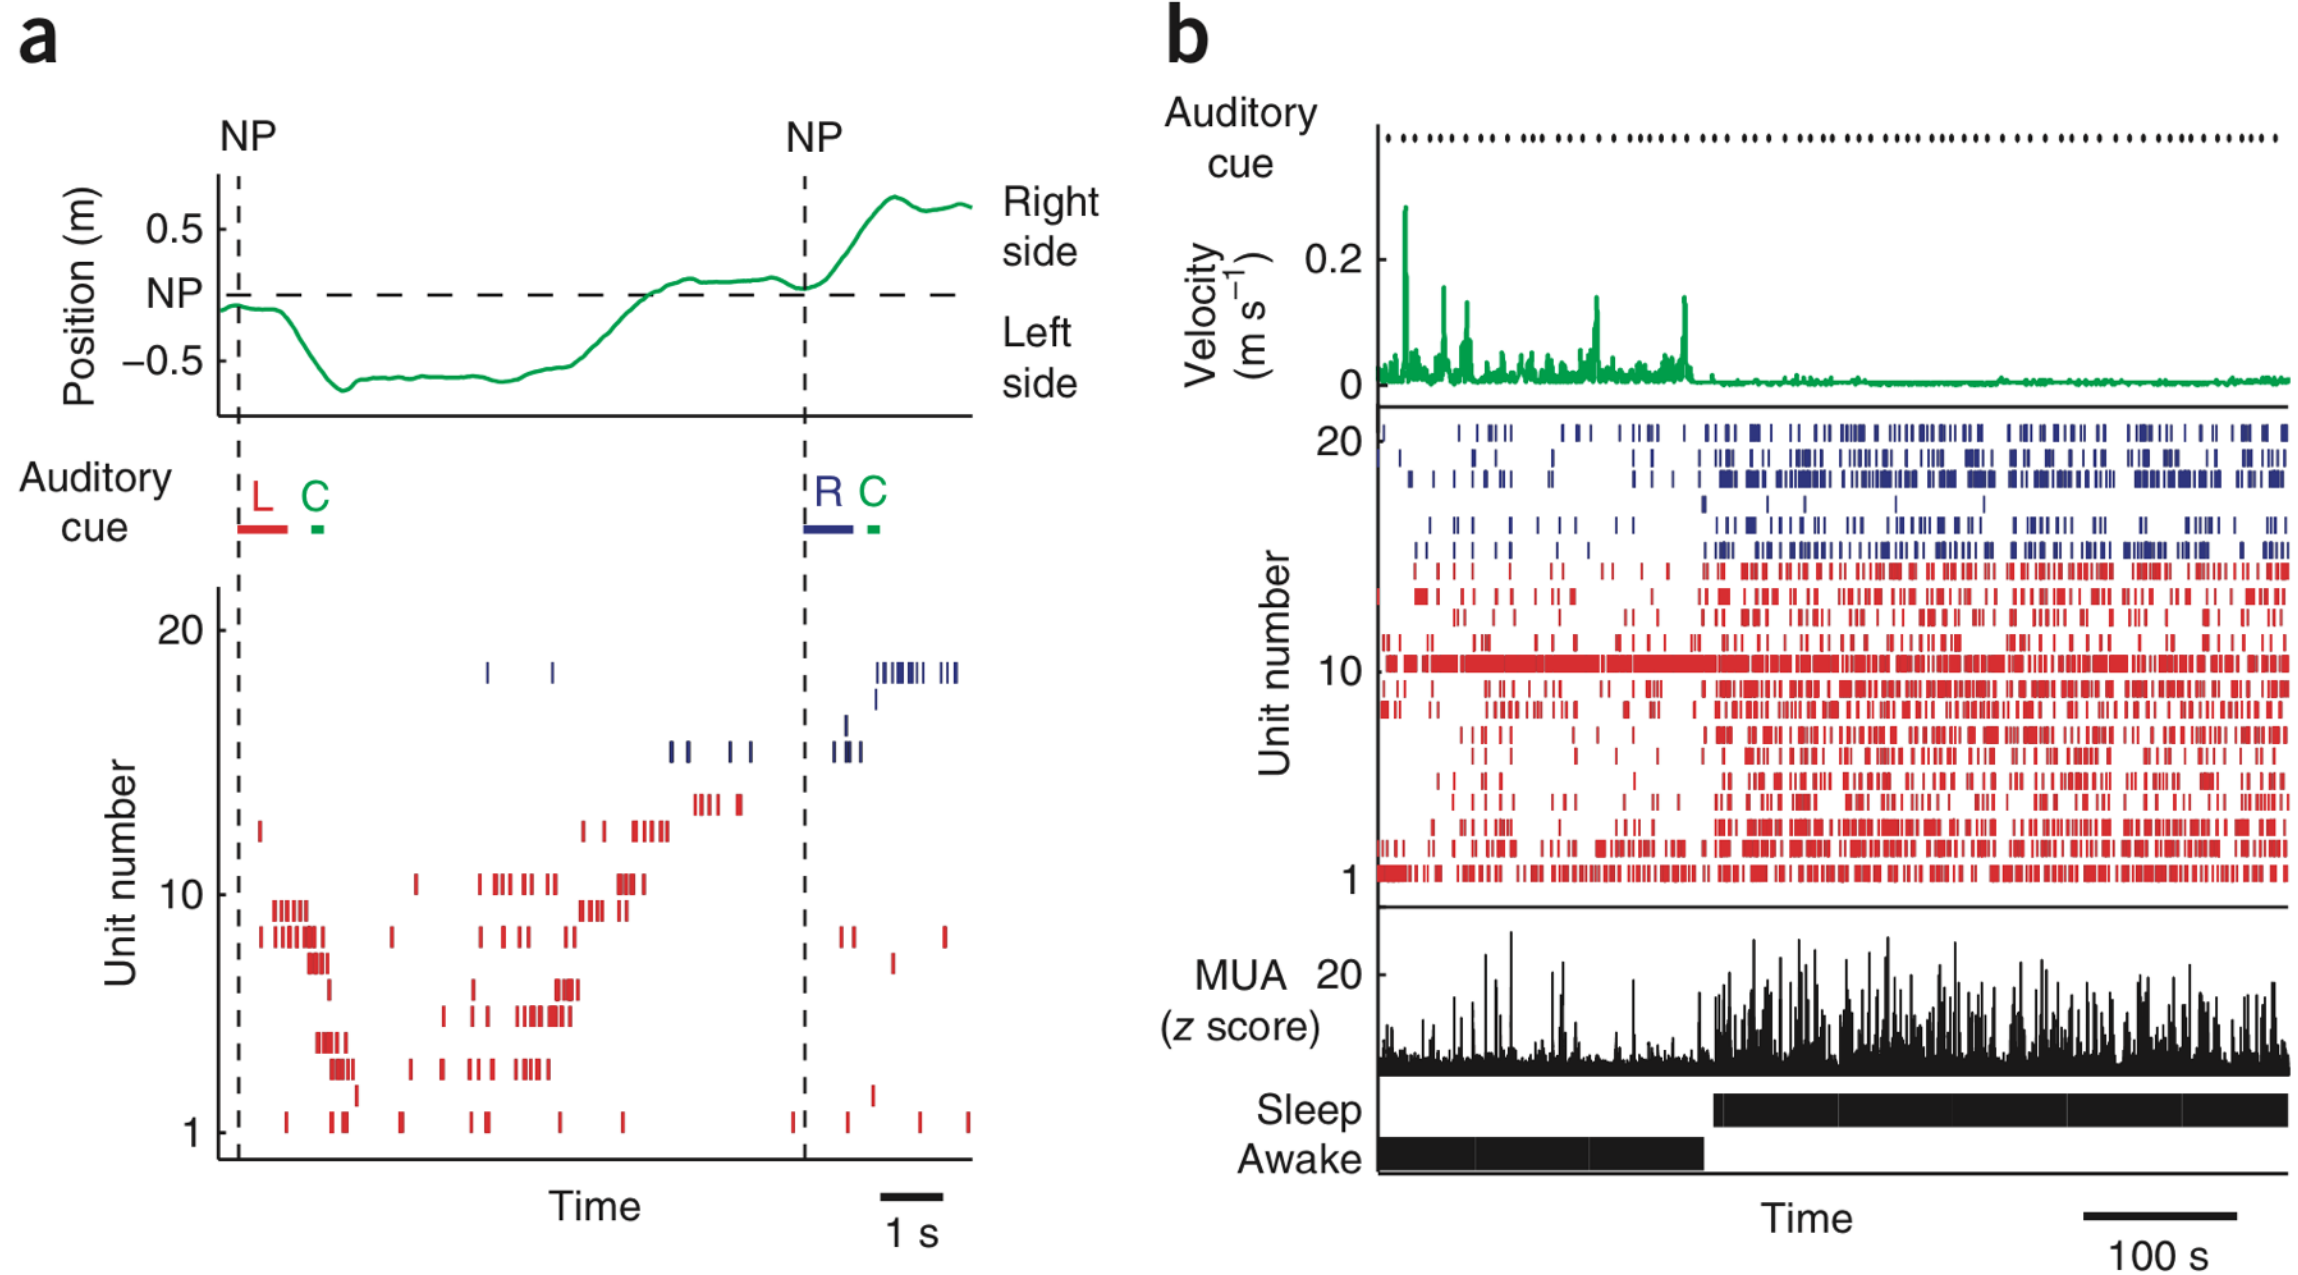 a
NP
NP
Position (m)
0.5
NP
−0.5
Right
side
Left
side
Auditory
cue
L
C
R
C
Unit number
20
10
1
Time
1 s
b
Auditory
cue
Velocity
(m s−1)
0.2
0
Unit number
20
10
1
MUA
(z score)
20
Sleep
Awake
Time
100 s